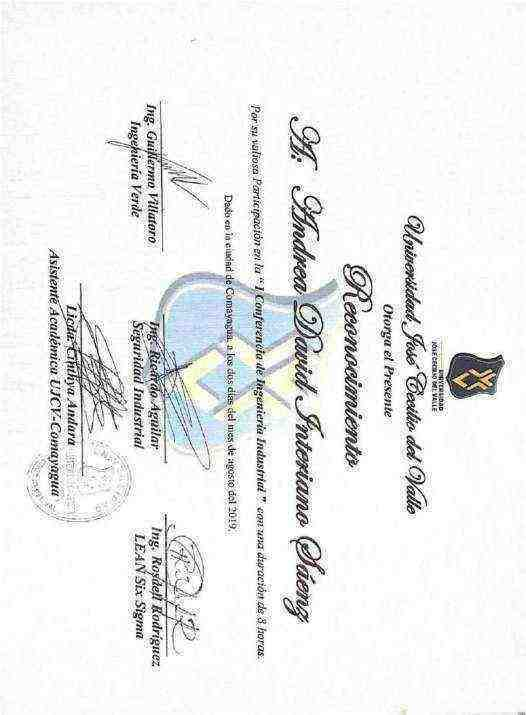 UNIVERSIDAD
JOSÉ CECILIO DEL VALLE
Universidad José Cecilio del Valle
Otorga el Presente
Reconocimiento
A: Andrea David Interiano Sáenz
Por su valiosa Participación en la "I Conferencia de Ingeniería Industrial" con una duración de 8 horas.
Dado en la ciudad de Comayagua, a los dos días del mes de agosto del 2019.
Ing. Guillermo Villatoro
Ingeniería Verde
Ing. Ricardo Aguilar
Seguridad Industrial
Ing. Rosdell Rodríguez
LEAN Six Sigma
Licda. Cinthya Andara
Asistente Académica UJCV-Comayagua